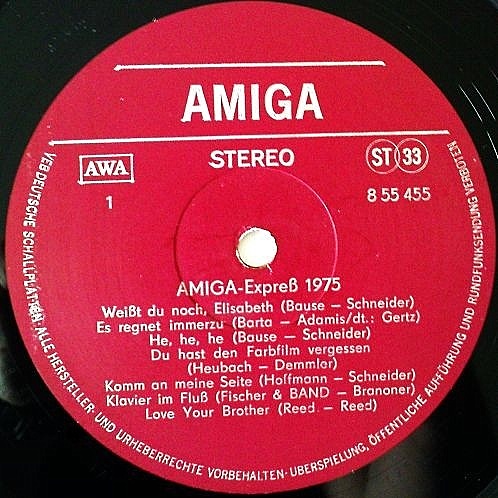 AMIGA
AWA
STEREO
ST 33
1
8 55 455
AMIGA-Expreß 1975
Weißt du noch, Elisabeth (Bause – Schneider)
Es regnet immerzu (Barta – Adamis/dt.: Gertz)
He, he, he (Bause – Schneider)
Du hast den Farbfilm vergessen
(Heubach – Demmler)
Komm an meine Seite (Hoffmann – Schneider)
Klavier im Fluß (Fischer & BAND – Branoner)
Love Your Brother (Reed – Reed)
VEB DEUTSCHE SCHALLPLATTEN · ALLE HERSTELLER- UND URHEBERRECHTE VORBEHALTEN · ÜBERSPIELUNG, ÖFFENTLICHE AUFFÜHRUNG UND RUNDFUNKSENDUNG VERBOTEN